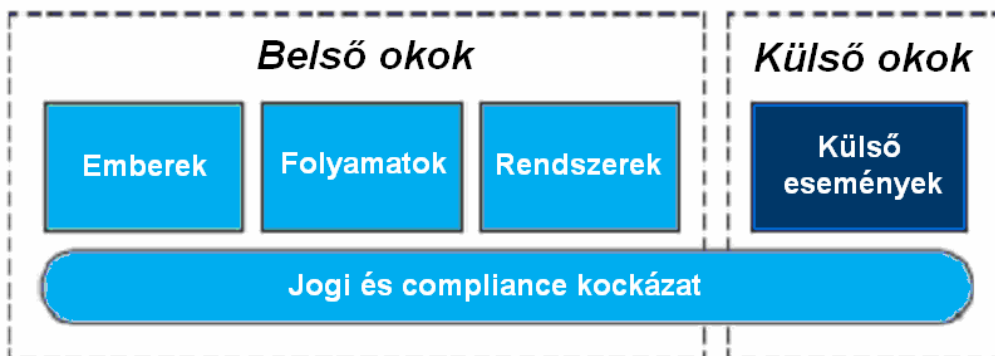 Belső okok
Külső okok
Emberek
Folyamatok
Rendszerek
Külső
események
Jogi és compliance kockázat